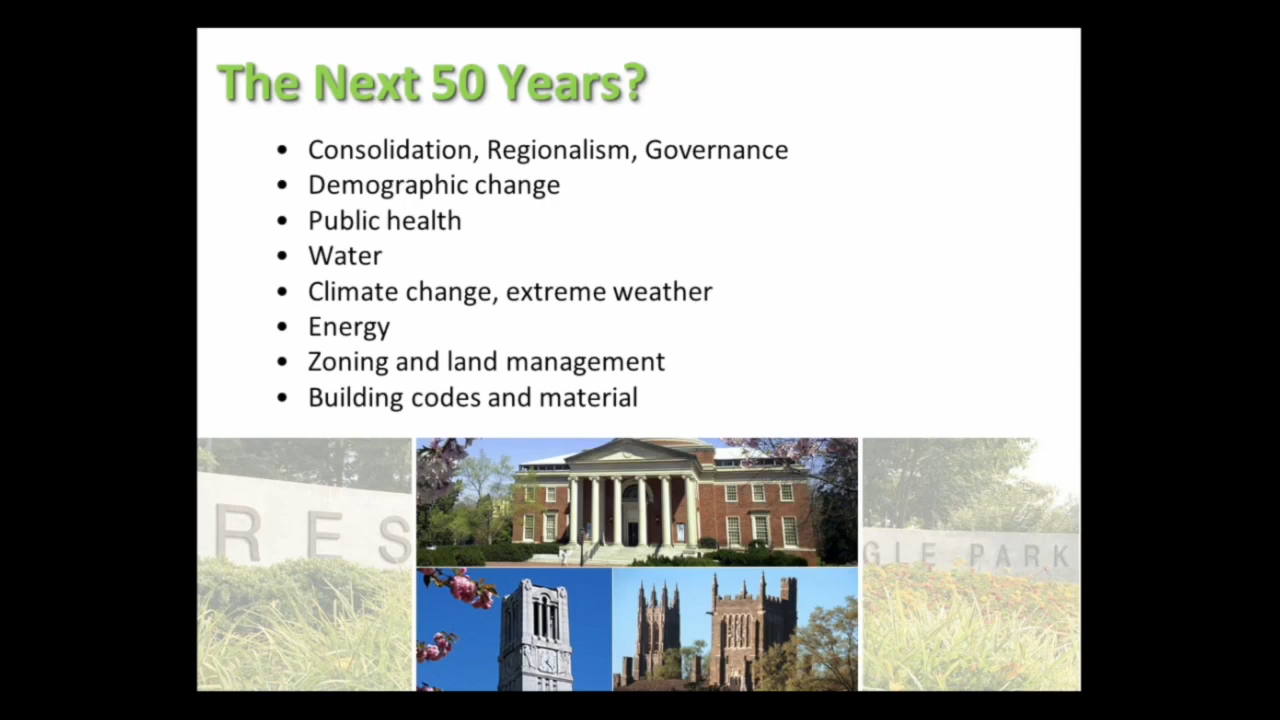 The Next 50 Years?
• Consolidation, Regionalism, Governance
• Demographic change
• Public health
• Water
• Climate change, extreme weather
• Energy
• Zoning and land management
• Building codes and material
RES
GLE PARK